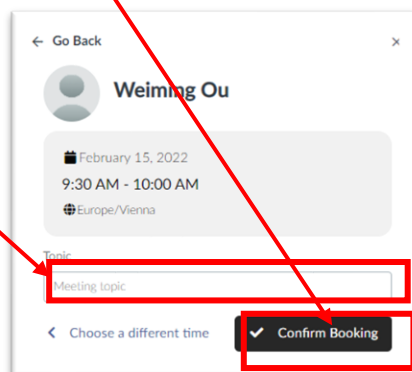 Go Back
Weiming Ou
February 15, 2022
9:30 AM - 10:00 AM
Europe/Vienna
Topic
Meeting topic
Choose a different time
Confirm Booking